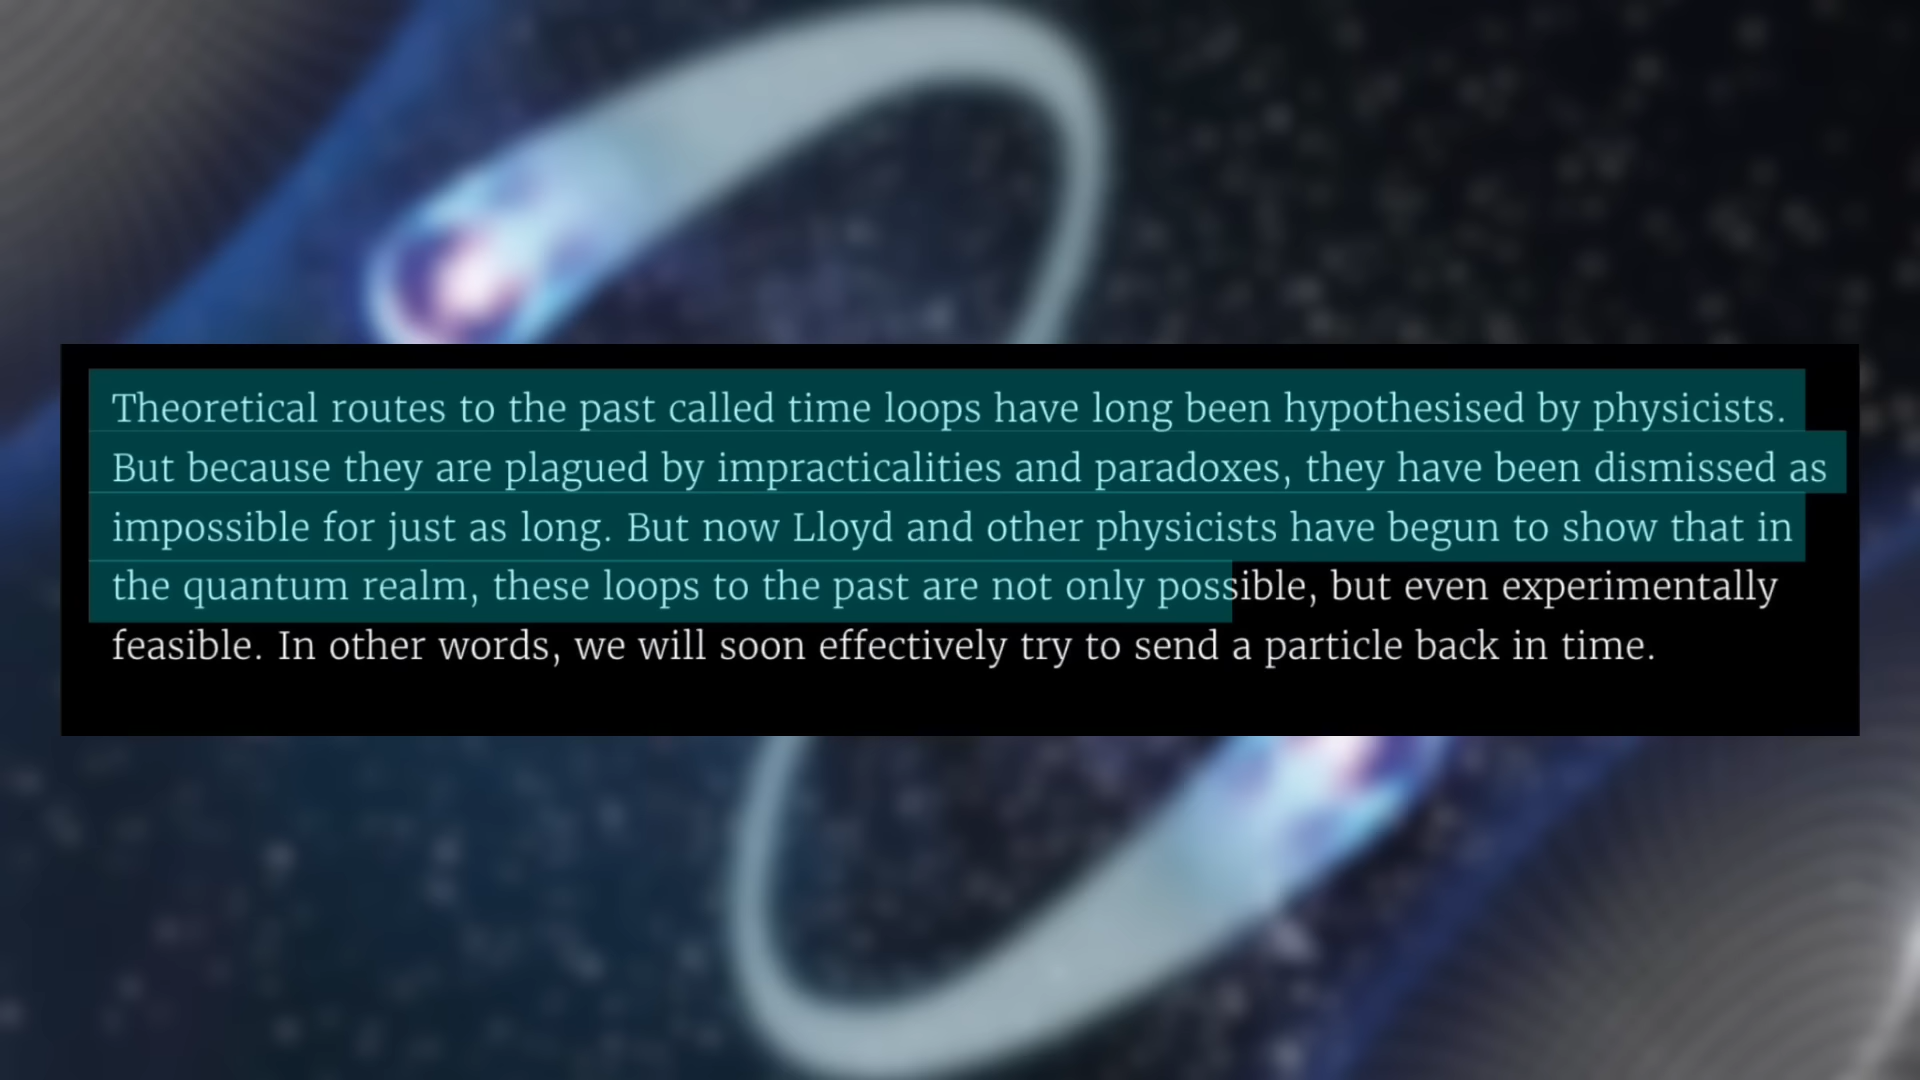 Theoretical routes to the past called time loops have long been hypothesised by physicists.
But because they are plagued by impracticalities and paradoxes, they have been dismissed as
impossible for just as long. But now Lloyd and other physicists have begun to show that in
the quantum realm, these loops to the past are not only possible, but even experimentally
feasible. In other words, we will soon effectively try to send a particle back in time.